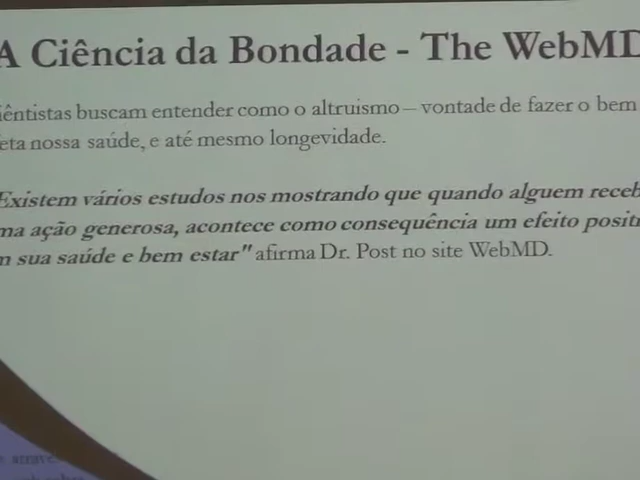 A Ciência da Bondade - The WebMD
iêntistas buscam entender como o altruismo – vontade de fazer o bem
eta nossa saúde, e até mesmo longevidade.
Existem vários estudos nos mostrando que quando alguem receb
ma ação generosa, acontece como consequência um efeito positi
m sua saúde e bem estar" afirma Dr. Post no site WebMD.